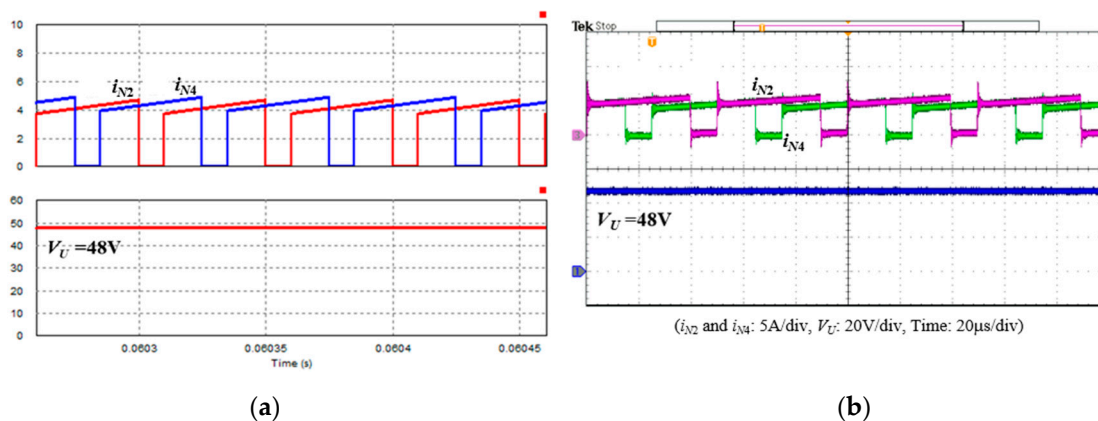 10
8
6
4
2
0
iN2
iN4
60
50
40
30
20
10
0
VU =48V
0.0603
0.06035
0.0604
0.06045
Time (s)
(a)
Tek Stop
T
iN2
iN4
3
VU =48V
1
(iN2 and iN4: 5A/div, VU: 20V/div, Time: 20μs/div)
(b)